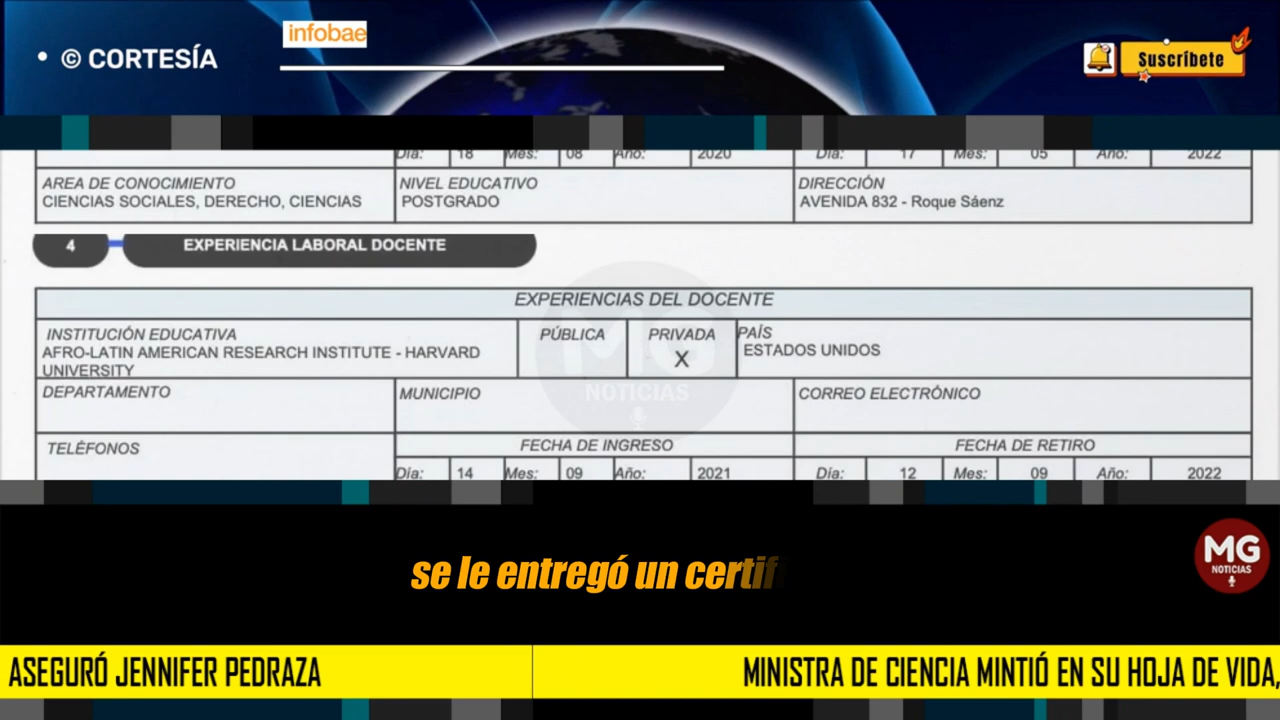 infobae
• © CORTESÍA
Suscríbete
Día: 18 Mes: 08 Año: 2020 Día: 17 Mes: 05 Año: 2022
AREA DE CONOCIMIENTO NIVEL EDUCATIVO DIRECCIÓN
CIENCIAS SOCIALES, DERECHO, CIENCIAS POSTGRADO AVENIDA 832 - Roque Sáenz
4 EXPERIENCIA LABORAL DOCENTE
EXPERIENCIAS DEL DOCENTE
INSTITUCIÓN EDUCATIVA PÚBLICA PRIVADA PAÍS
AFRO-LATIN AMERICAN RESEARCH INSTITUTE - HARVARD X ESTADOS UNIDOS
UNIVERSITY
MG
NOTICIAS
DEPARTAMENTO MUNICIPIO CORREO ELECTRÓNICO
TELÉFONOS FECHA DE INGRESO FECHA DE RETIRO
Día: 14 Mes: 09 Año: 2021 Día: 12 Mes: 09 Año: 2022
se le entregó un certif
MG
NOTICIAS
ASEGURÓ JENNIFER PEDRAZA MINISTRA DE CIENCIA MINTIÓ EN SU HOJA DE VIDA,